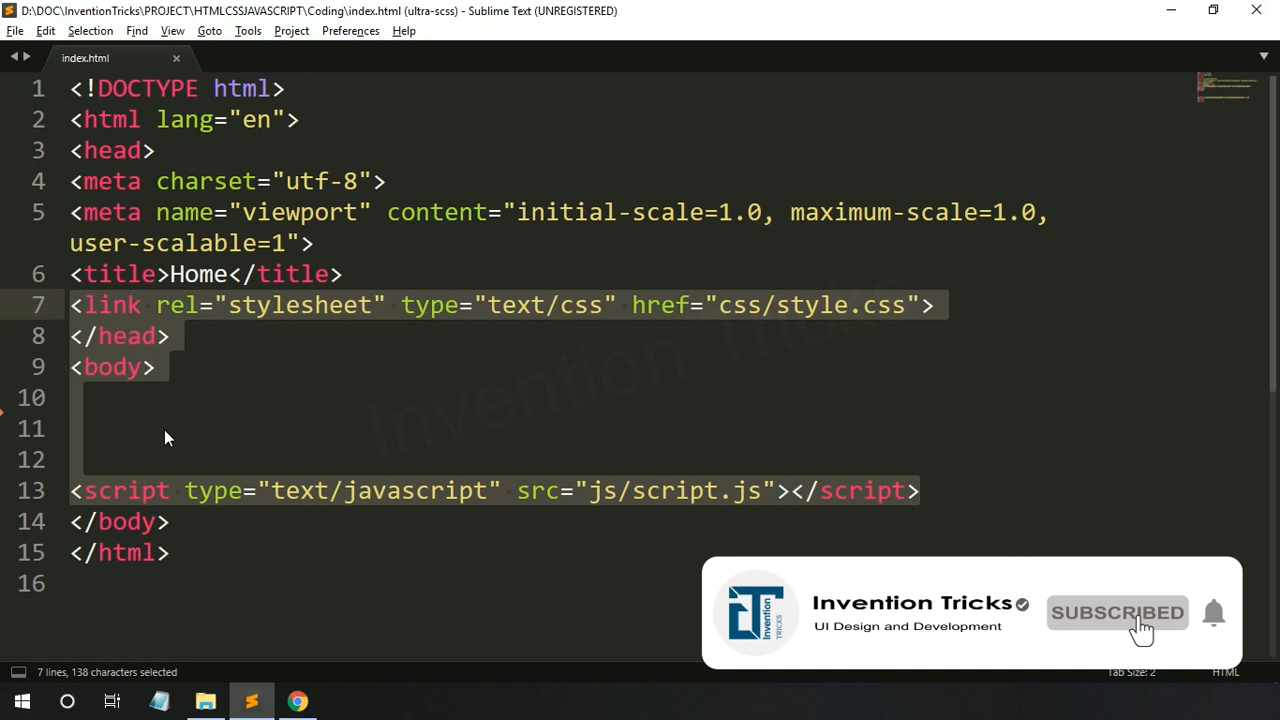 D:\DOC\InventionTricks\PROJECT\HTMLCSSJAVASCRIPT\Coding\index.html (ultra-scss) - Sublime Text (UNREGISTERED)
File Edit Selection Find View Goto Tools Project Preferences Help
index.html
1 <!DOCTYPE html>
2 <html lang="en">
3 <head>
4 <meta charset="utf-8">
5 <meta name="viewport" content="initial-scale=1.0, maximum-scale=1.0,
user-scalable=1">
6 <title>Home</title>
7 <link rel="stylesheet" type="text/css" href="css/style.css">
8 </head>
9 <body>
10
11
12
13 <script type="text/javascript" src="js/script.js"></script>
14 </body>
15 </html>
16
Invention Tricks
Invention Tricks
UI Design and Development
SUBSCRIBED
Invention
TRICKS
7 lines, 138 characters selected
Tab Size: 2
HTML